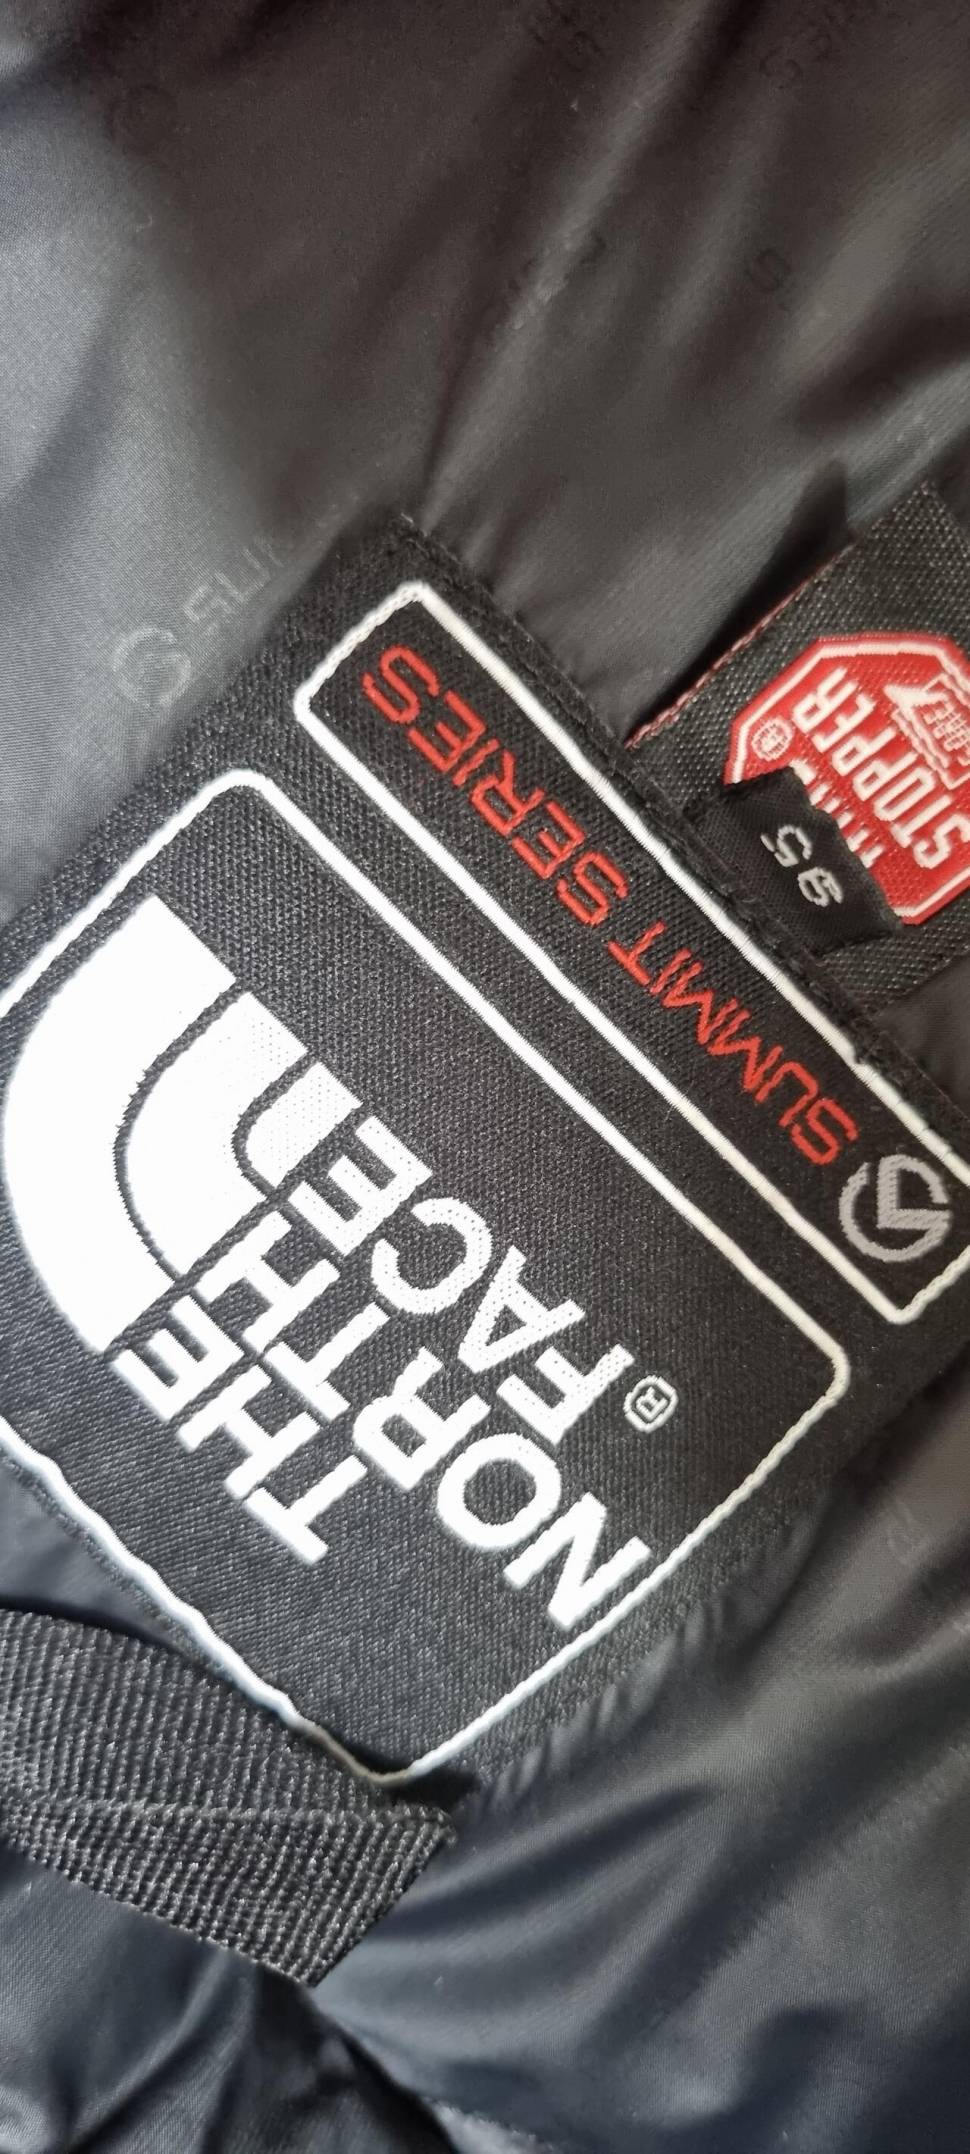 SUMMIT SERIES
THE
NORTH
FACE®
STOPPER
95